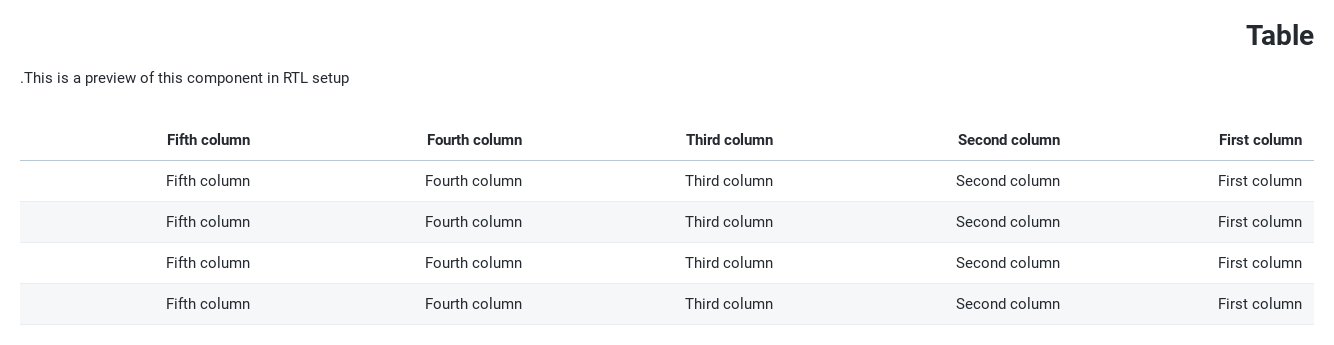 Table
.This is a preview of this component in RTL setup
First column Second column Third column Fourth column Fifth column
First column Second column Third column Fourth column Fifth column
First column Second column Third column Fourth column Fifth column
First column Second column Third column Fourth column Fifth column
First column Second column Third column Fourth column Fifth column